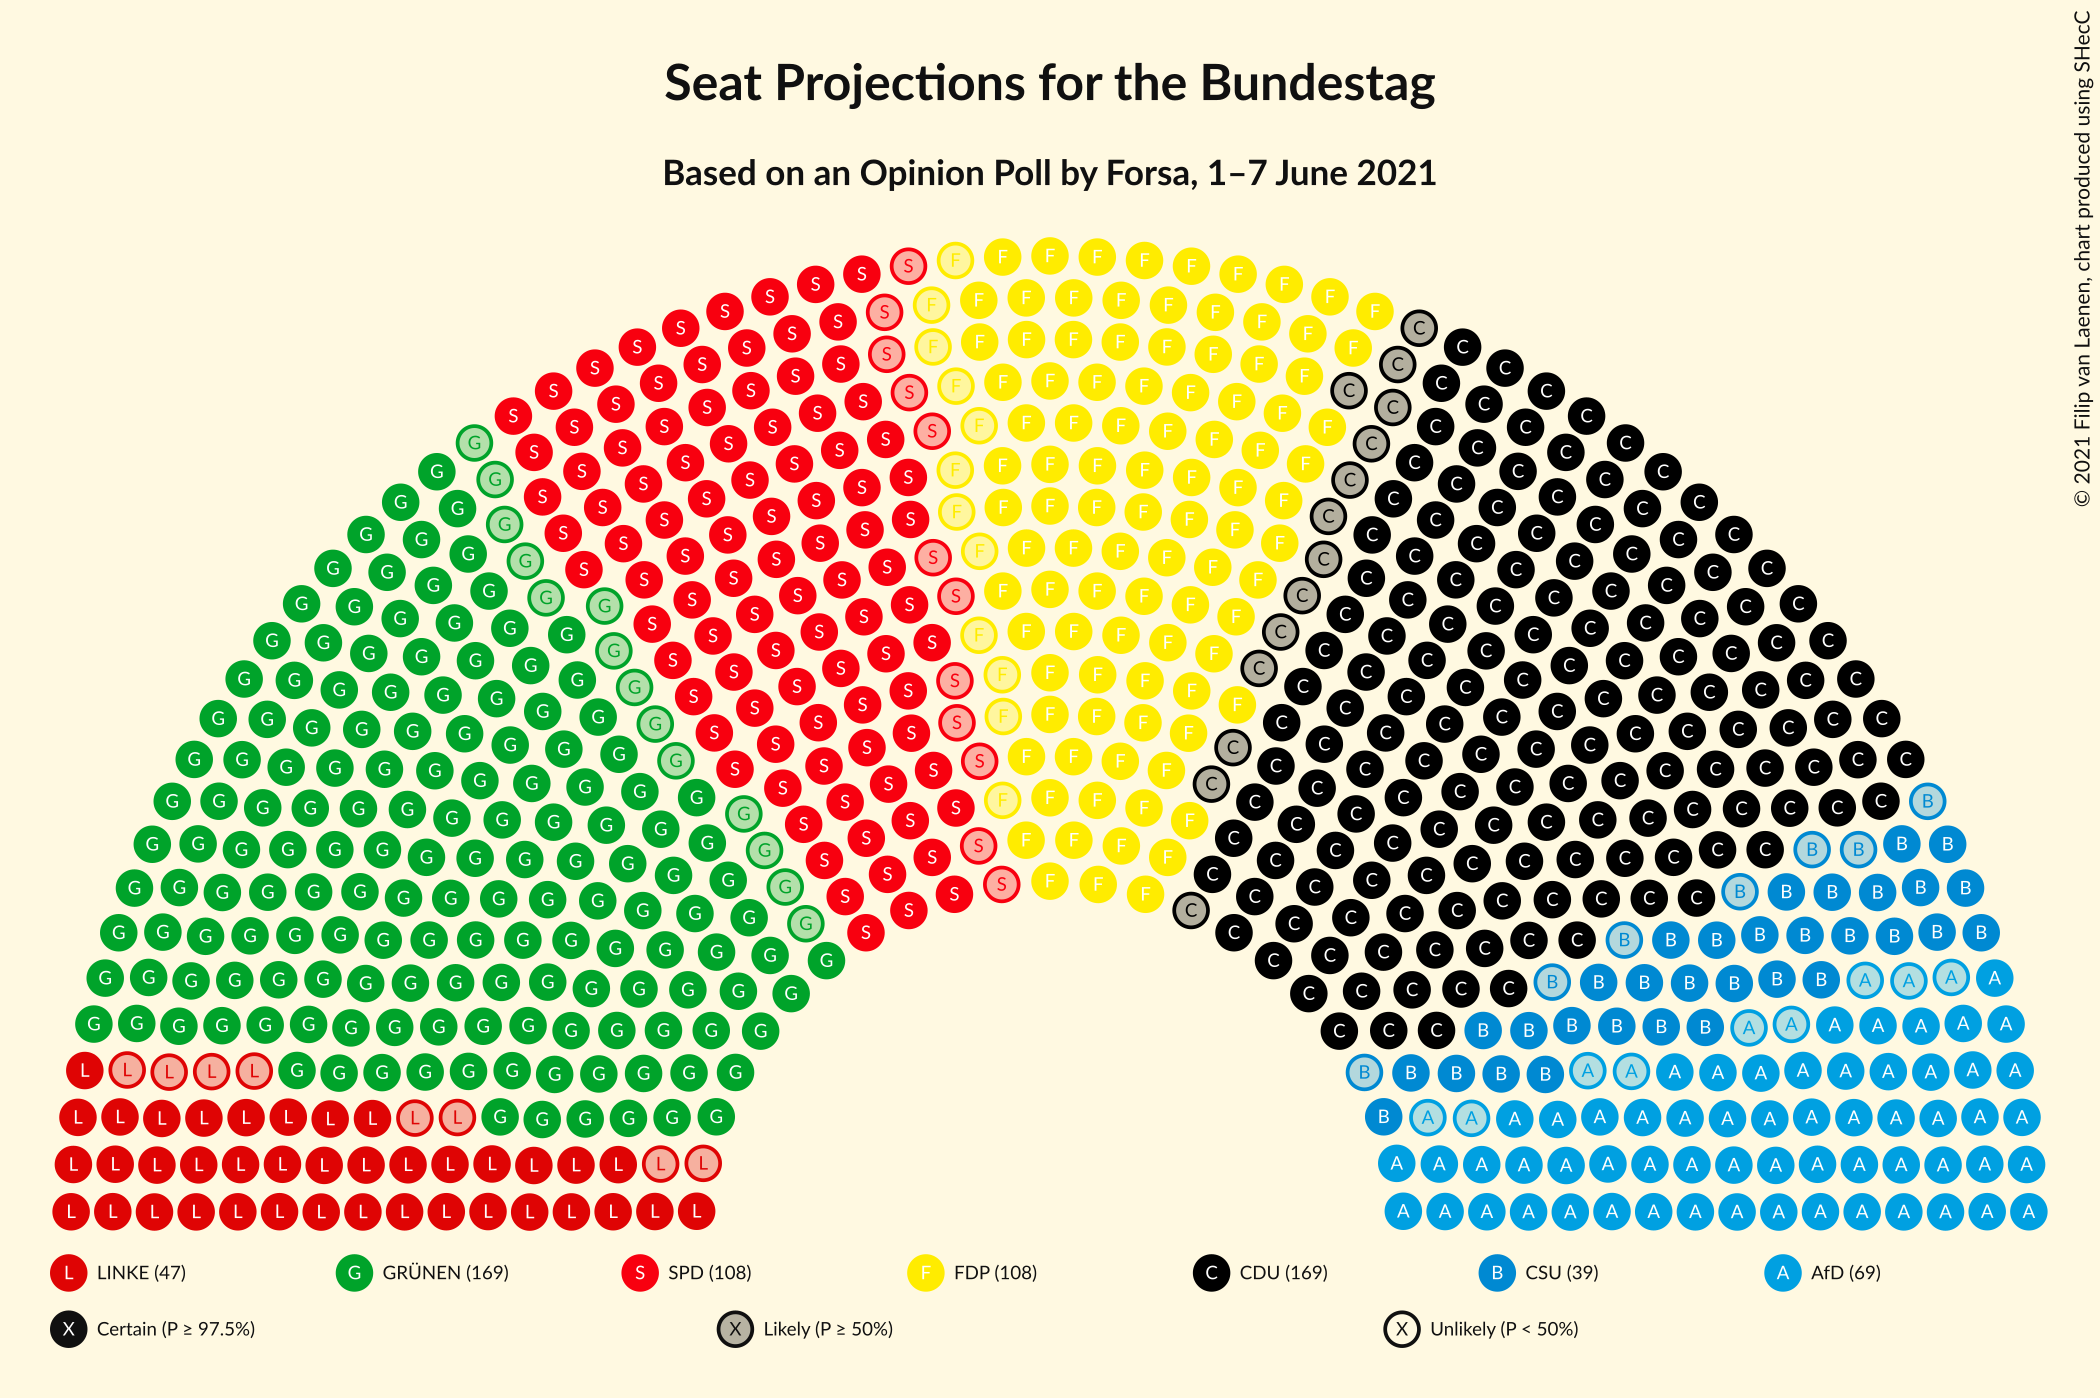 Seat Projections for the Bundestag
Based on an Opinion Poll by Forsa, 1–7 June 2021
© 2021 Filip van Laenen, chart produced using SHecC
L LINKE (47) G GRÜNEN (169) S SPD (108) F FDP (108) C CDU (169) B CSU (39) A AfD (69)
X Certain (P ≥ 97.5%) X Likely (P ≥ 50%) X Unlikely (P < 50%)